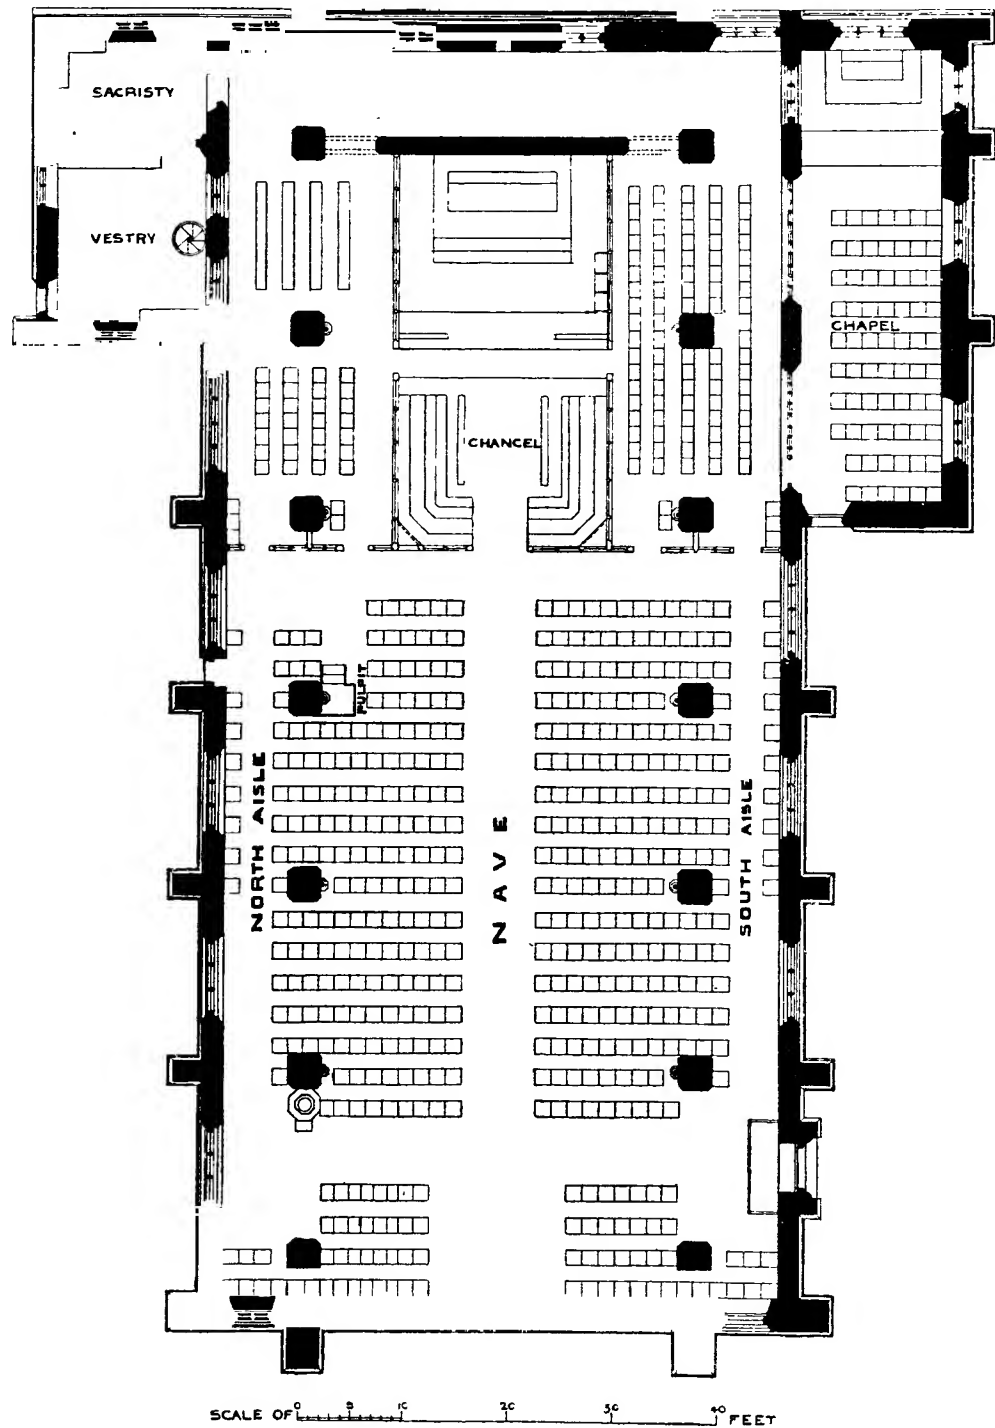 SACRISTY
VESTRY
CHAPEL
CHANCEL
PULPIT
NORTH AISLE
NAVE
SOUTH AISLE
SCALE OF 0 5 10 20 30 40 FEET